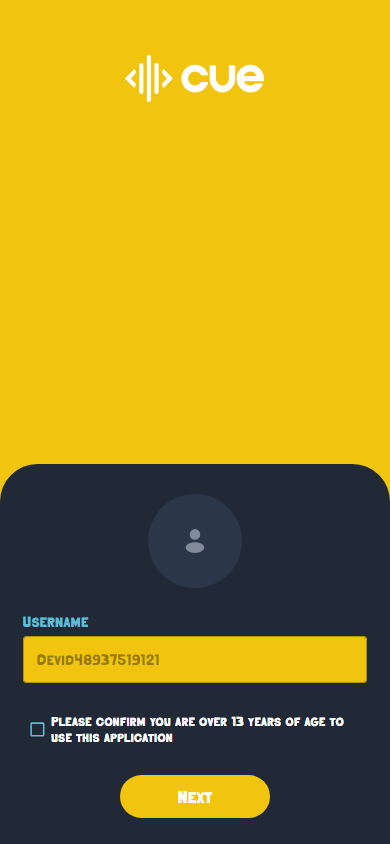 cue
Username
Devid48937519121
Please confirm you are over 13 years of age to
use this application
Next